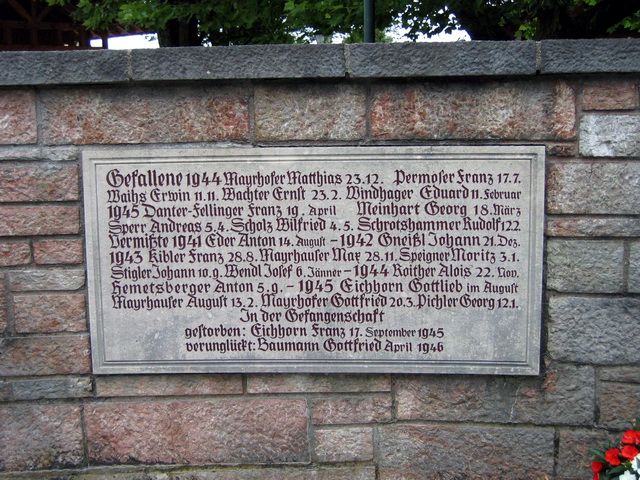 Gefallene 1944 Mayrhofer Matthias 23.12. Permoser Franz 17.7.
Waihs Erwin 11.11. Wachter Ernst 23.2. Windhager Eduard 11. Februar
1945 Danter-Fellinger Franz 19. April Meinhart Georg 18. März
Sperr Andreas 5.4. Scholz Wilfried 4.5. Schrotshammer Rudolf 12.2.
Vermißte 1941 Eder Anton 14. August - 1942 Gneißl Johann 21. Dez.
1943 Kibler Franz 28.8. Mayrhauser Max 28.11. Speigner Moritz 3.1.
Stigler Johann 10.9. Wendl Josef 6. Jänner - 1944 Roither Alois 22. Nov.
Hemetsberger Anton 5.9. - 1945 Eichhorn Gottlieb im August
Mayrhauser August 13.2. Mayrhofer Gottfried 20.3. Pichler Georg 12.1.
In der Gefangenschaft
gestorben: Eichhorn Franz 17. September 1945
verunglückt: Baumann Gottfried April 1946